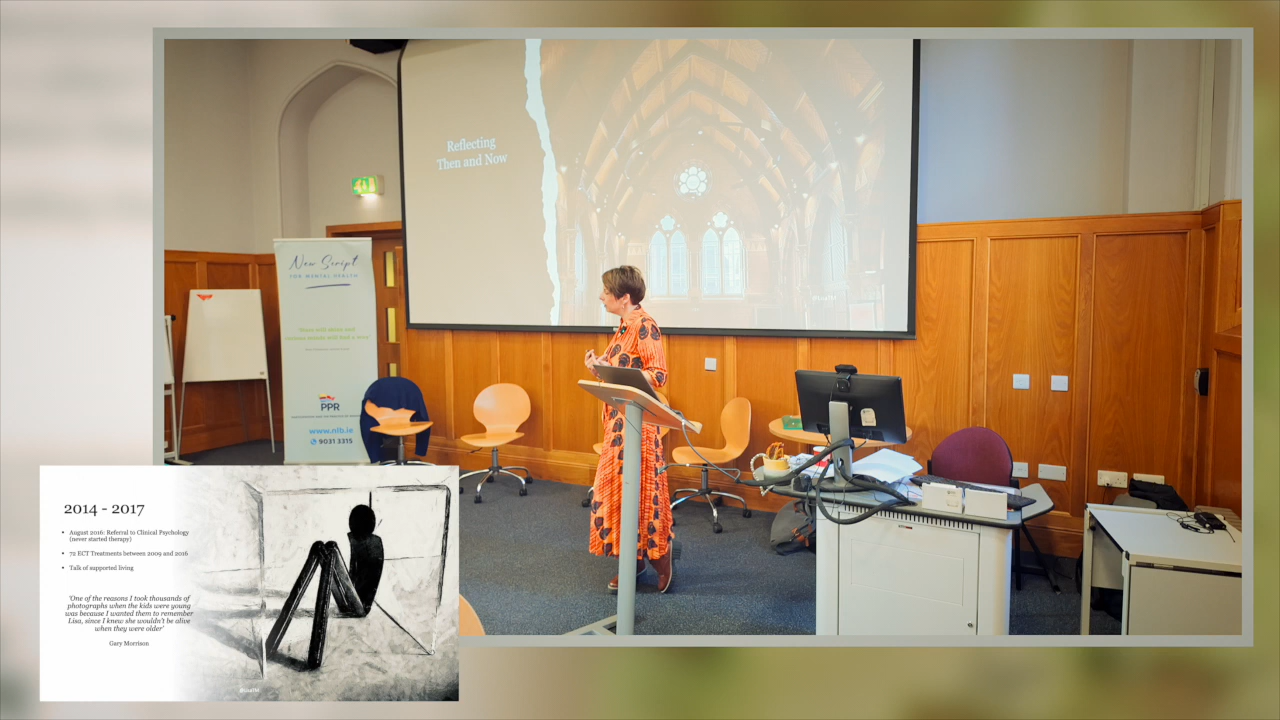 Reflecting
Then and Now
New Script
FOR MENTAL HEALTH
PPR
www.nlb.ie
9031 3315
2014 - 2017
• August 2016: Referral to Clinical Psychology
(never started therapy)
• 72 ECT Treatments between 2009 and 2016
• Talk of supported living
'One of the reasons I took thousands of
photographs when the kids were young
was because I wanted them to remember
Lisa, since I knew she wouldn't be alive
when they were older'
Gary Morrison